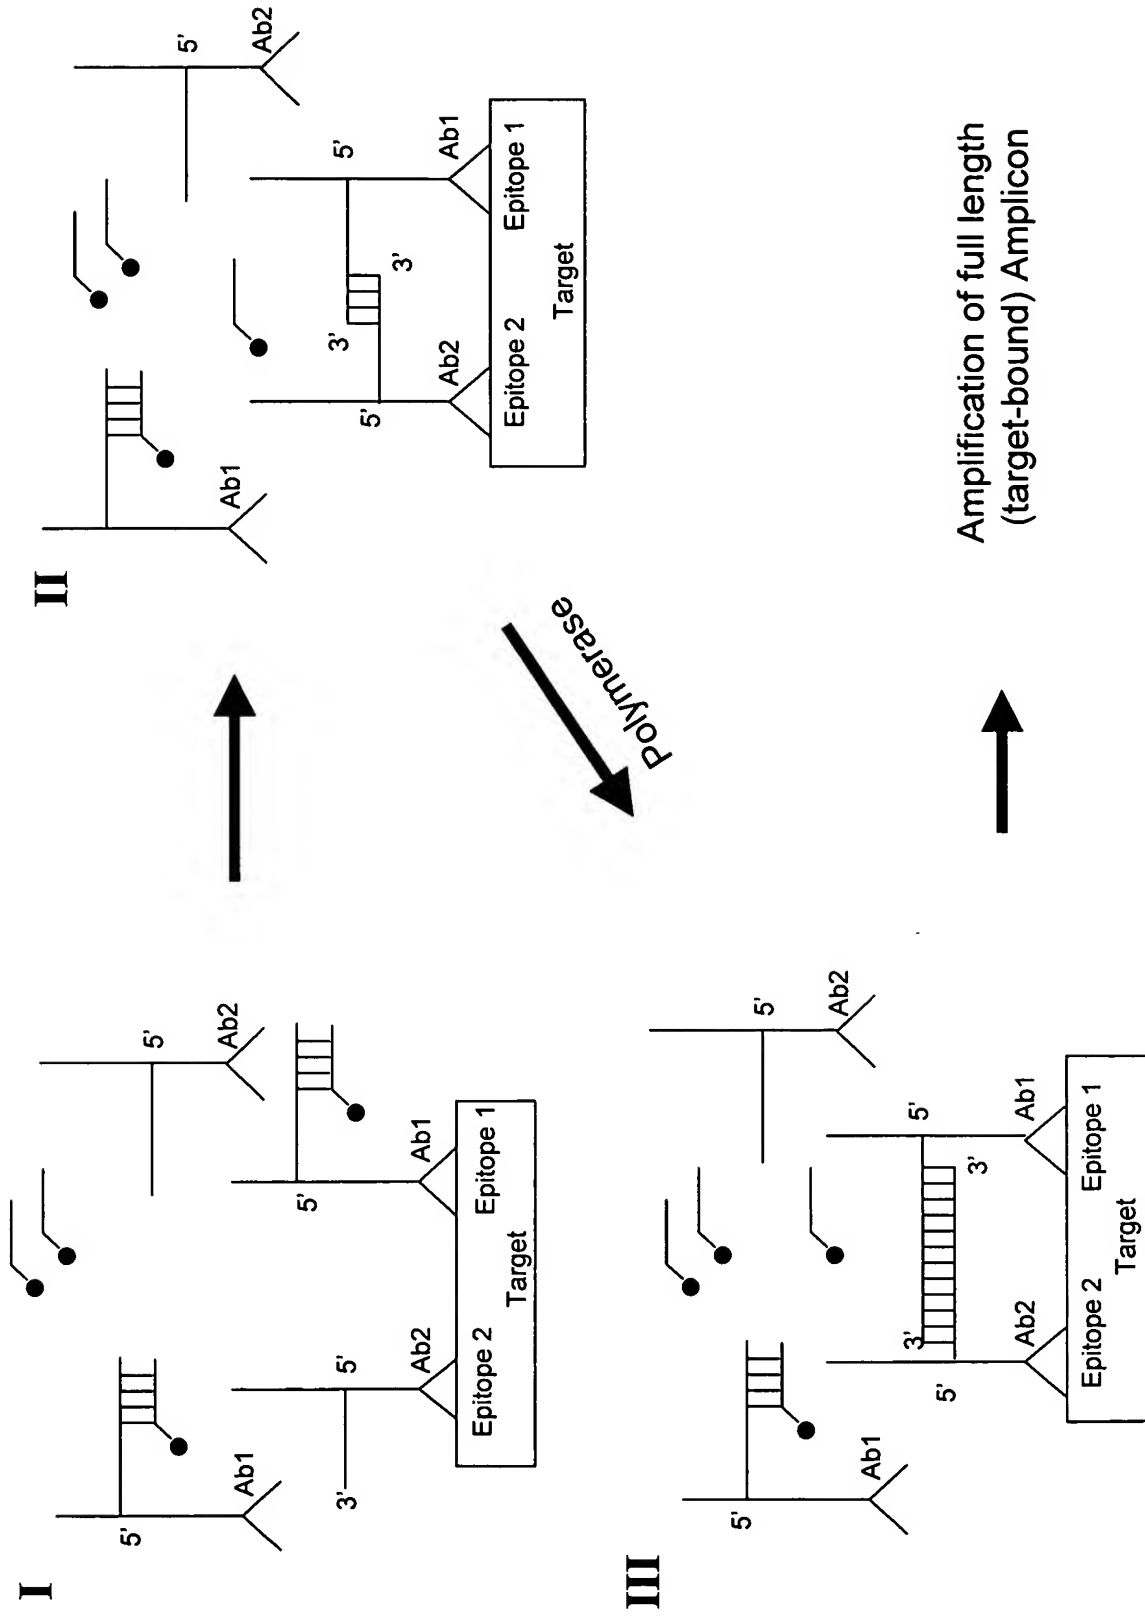 I
5'
Ab1
5'
Ab2
3'
5'
Ab2
Epitope 2
5'
Ab1
Epitope 1
Target
II
Ab1
5'
Ab2
3'
3'
5'
5'
Ab2
Ab1
Epitope 2
Epitope 1
Target
Polymerase
III
5'
Ab1
5'
Ab2
3'
3'
5'
5'
Ab2
Ab1
Epitope 2
Epitope 1
Target
Amplification of full length
(target-bound) Amplicon